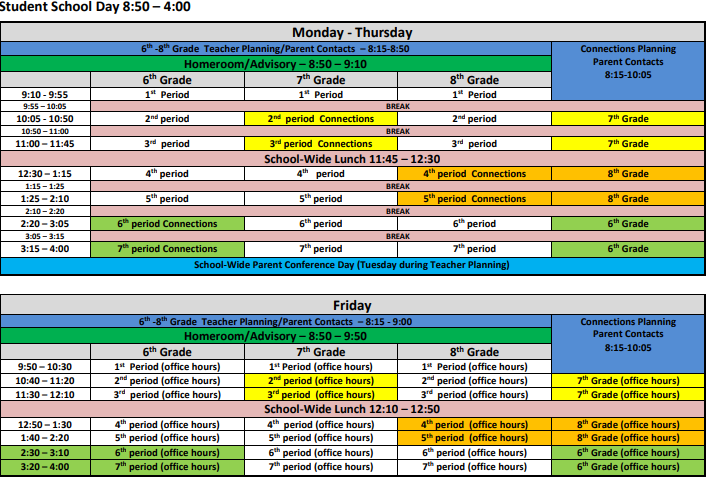 Student School Day 8:50 – 4:00
Monday - Thursday
6th -8th Grade Teacher Planning/Parent Contacts – 8:15-8:50
Connections Planning
Parent Contacts
8:15-10:05
Homeroom/Advisory – 8:50 – 9:10
6th Grade 7th Grade 8th Grade
9:10 - 9:55 1st Period 1st Period 1st Period
9:55 – 10:05 BREAK
10:05 - 10:50 2nd period 2nd period Connections 2nd period 7th Grade
10:50 – 11:00 BREAK
11:00 – 11:45 3rd period 3rd period Connections 3rd period 7th Grade
School-Wide Lunch 11:45 – 12:30
12:30 - 1:15 4th period 4th period 4th period Connections 8th Grade
1:15 – 1:25 BREAK
1:25 – 2:10 5th period 5th period 5th period Connections 8th Grade
2:10 – 2:20 BREAK
2:20 – 3:05 6th period Connections 6th period 6th period 6th Grade
3:05 – 3:15 BREAK
3:15 – 4:00 7th period Connections 7th period 7th period 6th Grade
School-Wide Parent Conference Day (Tuesday during Teacher Planning)
Friday
6th -8th Grade Teacher Planning/Parent Contacts – 8:15 - 9:00
Connections Planning
Parent Contacts
8:15-10:05
Homeroom/Advisory – 8:50 – 9:50
6th Grade 7th Grade 8th Grade
9:50 – 10:30 1st Period (office hours) 1st Period (office hours) 1st Period (office hours)
10:40 – 11:20 2nd period (office hours) 2nd period (office hours) 2nd period (office hours) 7th Grade (office hours)
11:30 – 12:10 3rd period (office hours) 3rd period (office hours) 3rd period (office hours) 7th Grade (office hours)
School-Wide Lunch 12:10 – 12:50
12:50 – 1:30 4th period (office hours) 4th period (office hours) 4th period (office hours) 8th Grade (office hours)
1:40 – 2:20 5th period (office hours) 5th period (office hours) 5th period (office hours) 8th Grade (office hours)
2:30 – 3:10 6th period (office hours) 6th period (office hours) 6th period (office hours) 6th Grade (office hours)
3:20 – 4:00 7th period (office hours) 7th period (office hours) 7th period (office hours) 6th Grade (office hours)